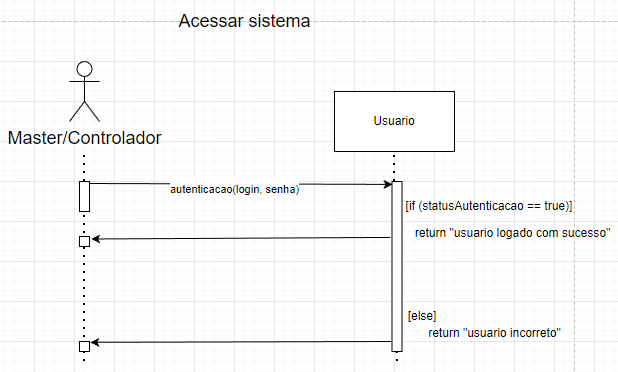 Acessar sistema
Master/Controlador
Usuario
autenticacao(login, senha)
[if (statusAutenticacao == true)]
return "usuario logado com sucesso"
[else]
return "usuario incorreto"